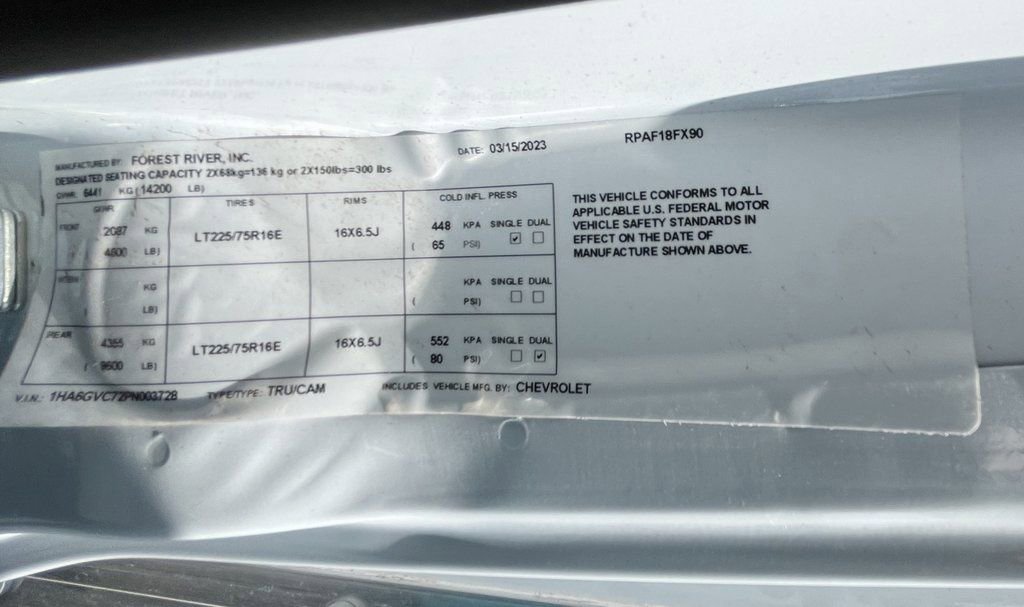 MANUFACTURED BY: FOREST RIVER, INC. DATE: 03/15/2023 RPAF18FX90
DESIGNATED SEATING CAPACITY 2X68kg=136 kg or 2X150lbs=300 lbs
GVWR: 6441 KG (14200 LB)
GAWR TIRES RIMS COLD INFL. PRESS
FRONT 2087 KG LT225/75R16E 16X6.5J 448 KPA SINGLE DUAL
( 4600 LB) ( 65 PSI) ☑ ☐
KG KPA SINGLE DUAL
( LB) ( PSI) ☐ ☐
REAR 4355 KG LT225/75R16E 16X6.5J 552 KPA SINGLE DUAL
( 9600 LB) ( 80 PSI) ☐ ☑
V.I.N.: 1HA6GVC72PN003728 TYPE/TYPE: TRU/CAM INCLUDES VEHICLE MFG. BY: CHEVROLET
THIS VEHICLE CONFORMS TO ALL
APPLICABLE U.S. FEDERAL MOTOR
VEHICLE SAFETY STANDARDS IN
EFFECT ON THE DATE OF
MANUFACTURE SHOWN ABOVE.